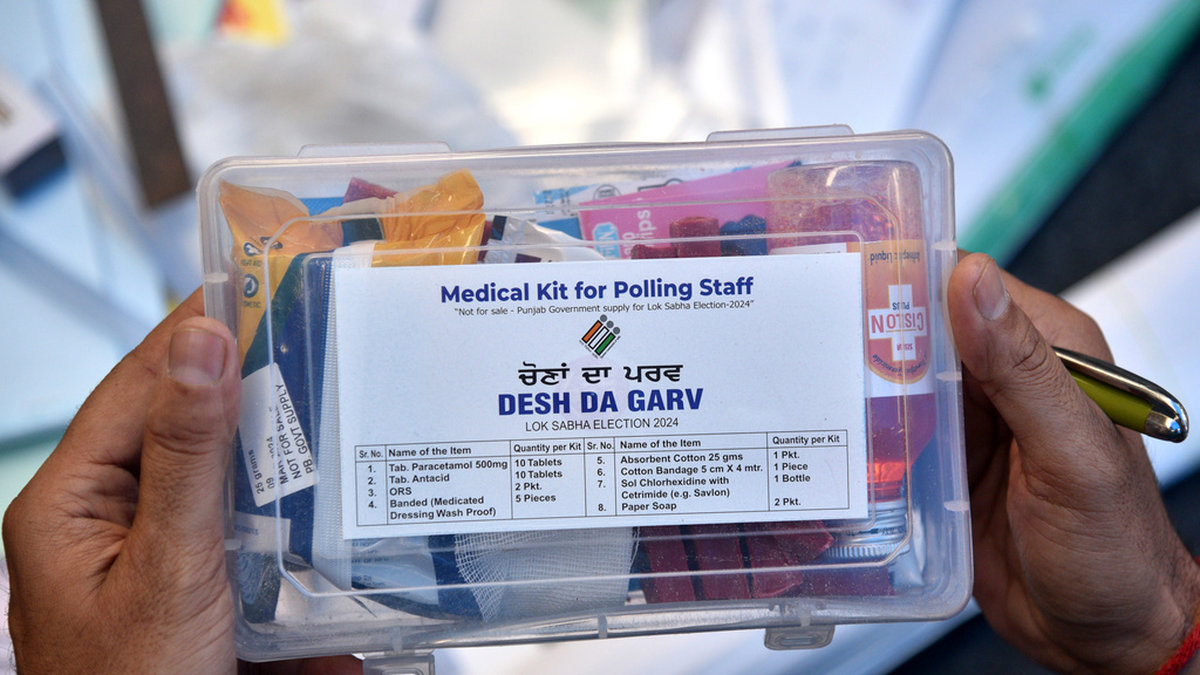 Medical Kit for Polling Staff
"Not for sale - Punjab Government supply for Lok Sabha Election-2024"
ਚੋਣਾਂ ਦਾ ਪਰਵ
DESH DA GARV
LOK SABHA ELECTION 2024
Sr. No. Name of the Item Quantity per Kit Sr. No. Name of the Item Quantity per Kit
1. Tab. Paracetamol 500mg 10 Tablets 5. Absorbent Cotton 25 gms 1 Pkt.
2. Tab. Antacid 10 Tablets 6. Cotton Bandage 5 cm X 4 mtr. 1 Piece
3. ORS 2 Pkt. 7. Sol Chlorhexidine with 1 Bottle
4. Banded (Medicated 5 Pieces Cetrimide (e.g. Savlon)
Dressing Wash Proof) 8. Paper Soap 2 Pkt.
25 grams
NOT FOR SALE
PB GOVT SUPPLY
Liquid
CISLON
PLUS